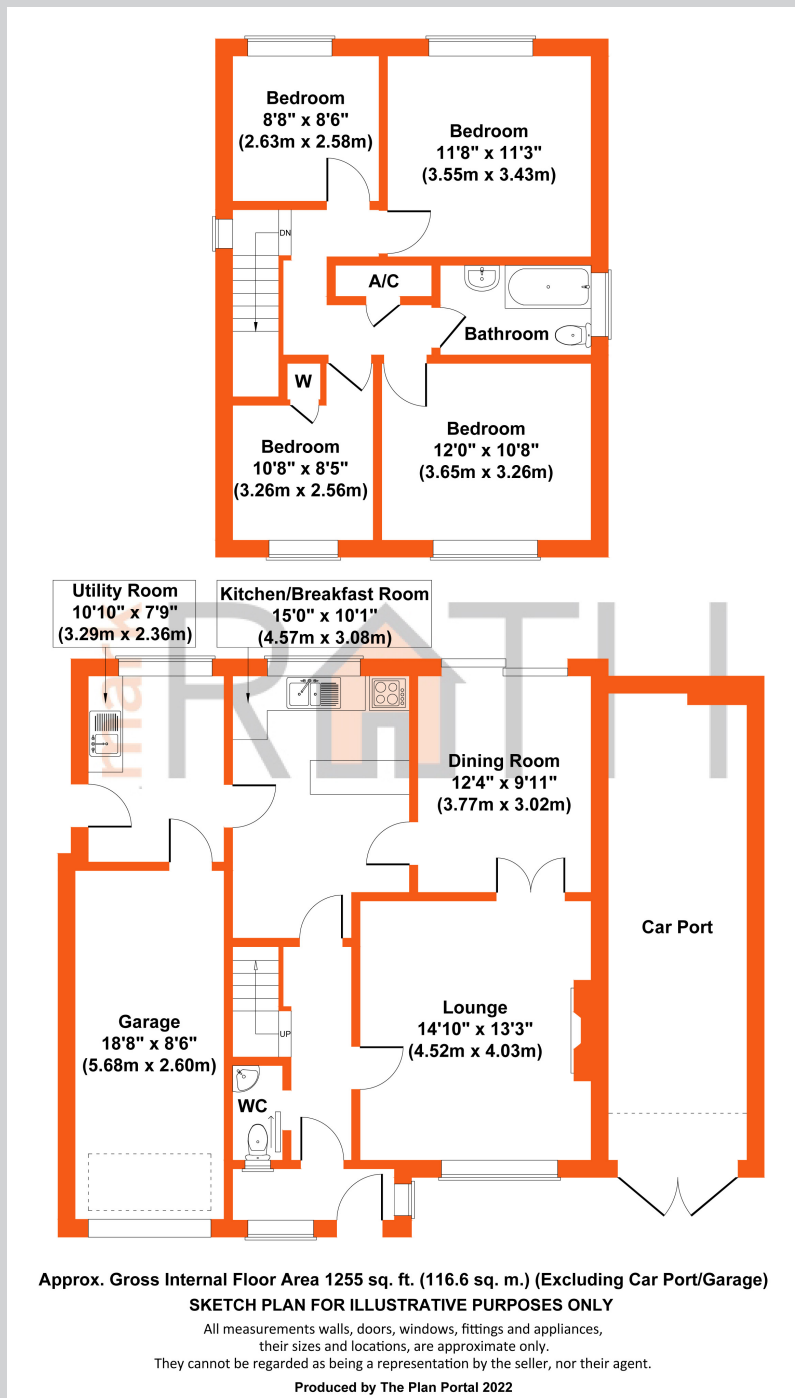 Bedroom
8'8" x 8'6"
(2.63m x 2.58m)
Bedroom
11'8" x 11'3"
(3.55m x 3.43m)
DN
A/C
Bathroom
W
Bedroom
10'8" x 8'5"
(3.26m x 2.56m)
Bedroom
12'0" x 10'8"
(3.65m x 3.26m)
Utility Room
10'10" x 7'9"
(3.29m x 2.36m)
Kitchen/Breakfast Room
15'0" x 10'1"
(4.57m x 3.08m)
mark
RATH
Dining Room
12'4" x 9'11"
(3.77m x 3.02m)
Car Port
Garage
18'8" x 8'6"
(5.68m x 2.60m)
UP
Lounge
14'10" x 13'3"
(4.52m x 4.03m)
WC
Approx. Gross Internal Floor Area 1255 sq. ft. (116.6 sq. m.) (Excluding Car Port/Garage)
SKETCH PLAN FOR ILLUSTRATIVE PURPOSES ONLY
All measurements walls, doors, windows, fittings and appliances,
their sizes and locations, are approximate only.
They cannot be regarded as being a representation by the seller, nor their agent.
Produced by The Plan Portal 2022